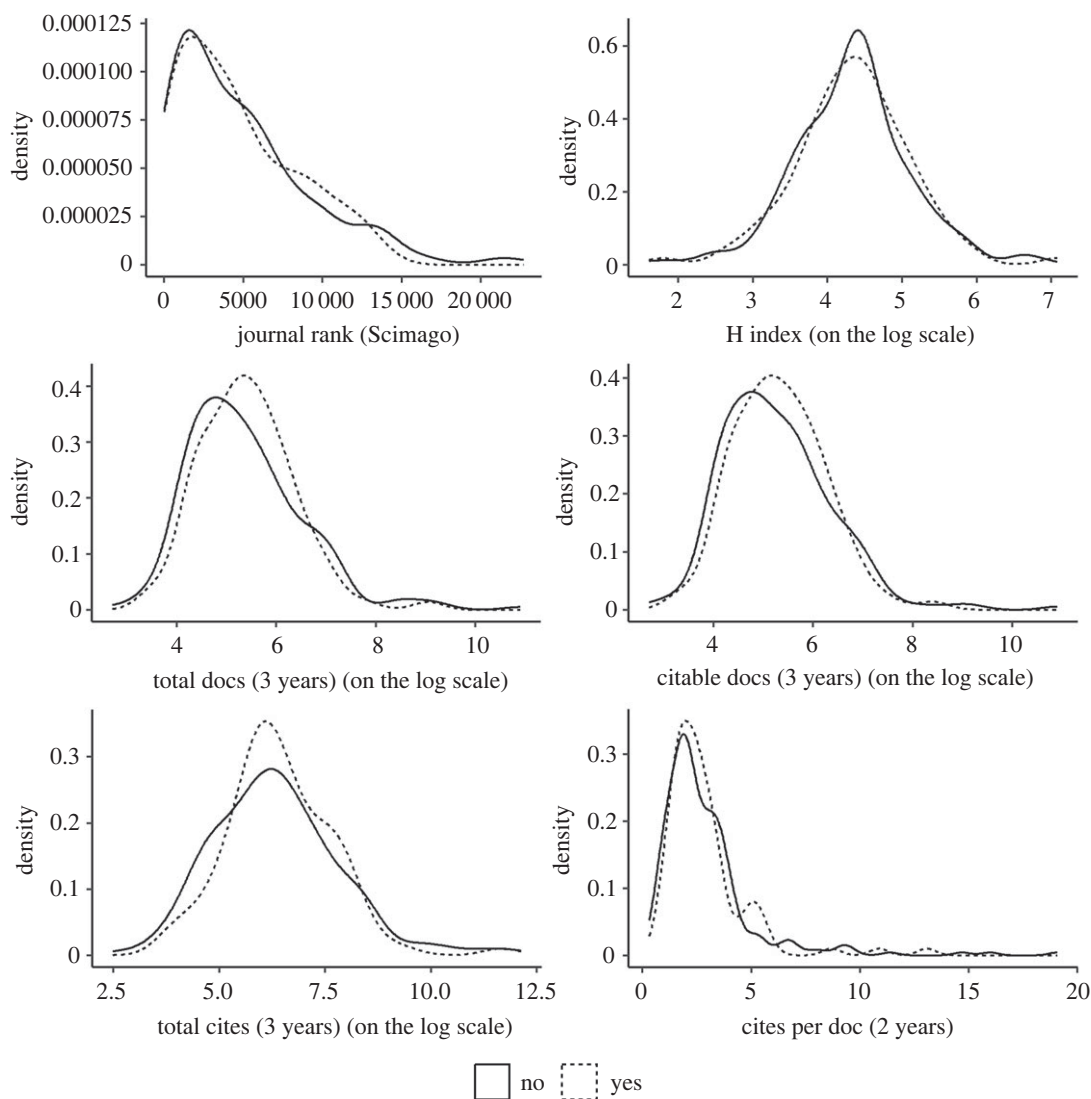 0.000125
0.000100
0.000075
0.000050
0.000025
0
density
0 5000 10 000 15 000 20 000
journal rank (Scimago)
0.6
0.4
0.2
0
density
2 3 4 5 6 7
H index (on the log scale)
0.4
0.3
0.2
0.1
0
density
4 6 8 10
total docs (3 years) (on the log scale)
0.4
0.3
0.2
0.1
0
density
4 6 8 10
citable docs (3 years) (on the log scale)
0.3
0.2
0.1
0
density
2.5 5.0 7.5 10.0 12.5
total cites (3 years) (on the log scale)
0.3
0.2
0.1
0
density
0 5 10 15 20
cites per doc (2 years)
no yes